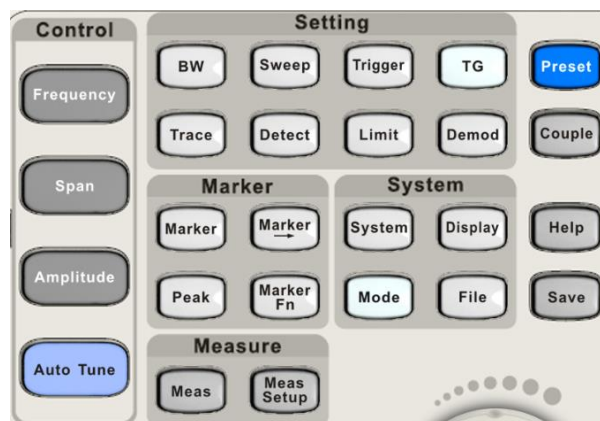 Control
Frequency
Span
Amplitude
Auto Tune
Setting
BW
Sweep
Trigger
TG
Trace
Detect
Limit
Demod
Marker
Marker
Marker
→
Peak
Marker
Fn
System
System
Display
Mode
File
Measure
Meas
Meas
Setup
Preset
Couple
Help
Save